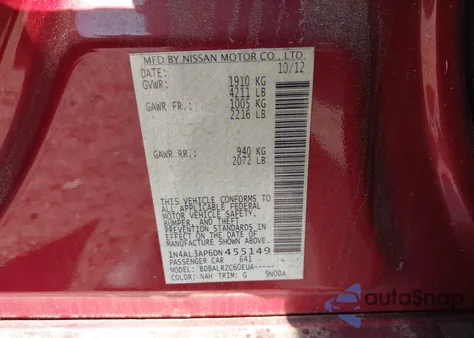 MFD BY NISSAN MOTOR CO., LTD.
DATE: 10/12
GVWR: 1910 KG
4211 LB
GAWR FR.: 1005 KG
2216 LB
GAWR RR.: 940 KG
2072 LB
THIS VEHICLE CONFORMS TO
ALL APPLICABLE FEDERAL
MOTOR VEHICLE SAFETY,
BUMPER, AND THEFT
PREVENTION STANDARDS IN
EFFECT ON THE DATE OF
MANUFACTURE SHOWN ABOVE.
1N4AL3AP6DN455149
PASSENGER CAR 641
MODEL: BDBALRZC6DEUA-----
COLOR: NAH TRIM: G 9N00A
autoSnap